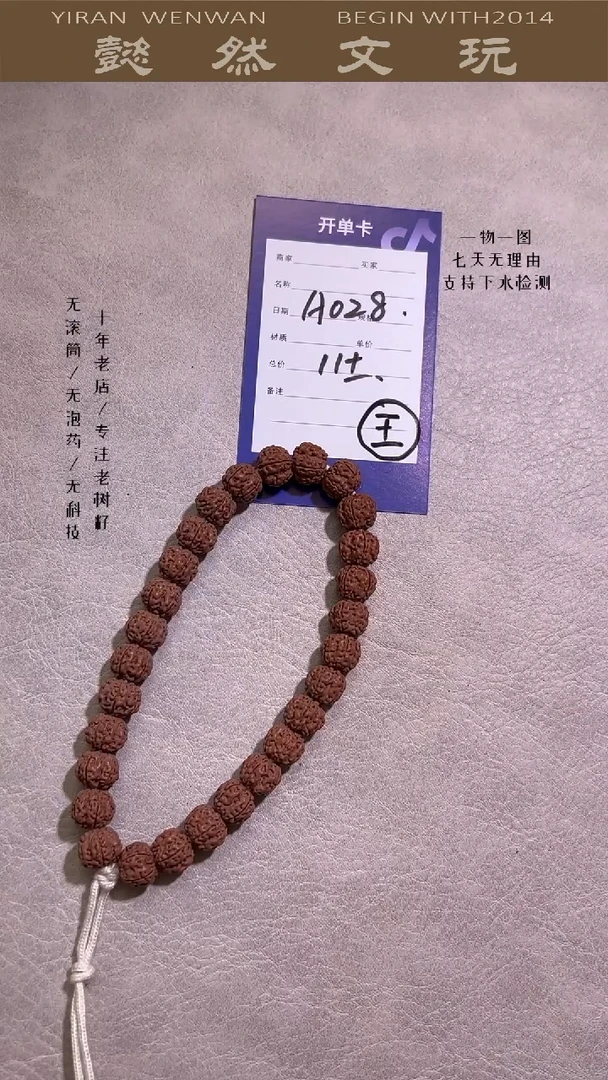 YIRAN WENWAN BEGIN WITH2014
懿然文玩
开单卡
商家
买家
名称
日期
A028.
材质
单价
总价
11±、
备注
王
一物一图
七天无理由
支持下水检测
十年老店/专注老树籽
无滚筒/无泡药/无科技